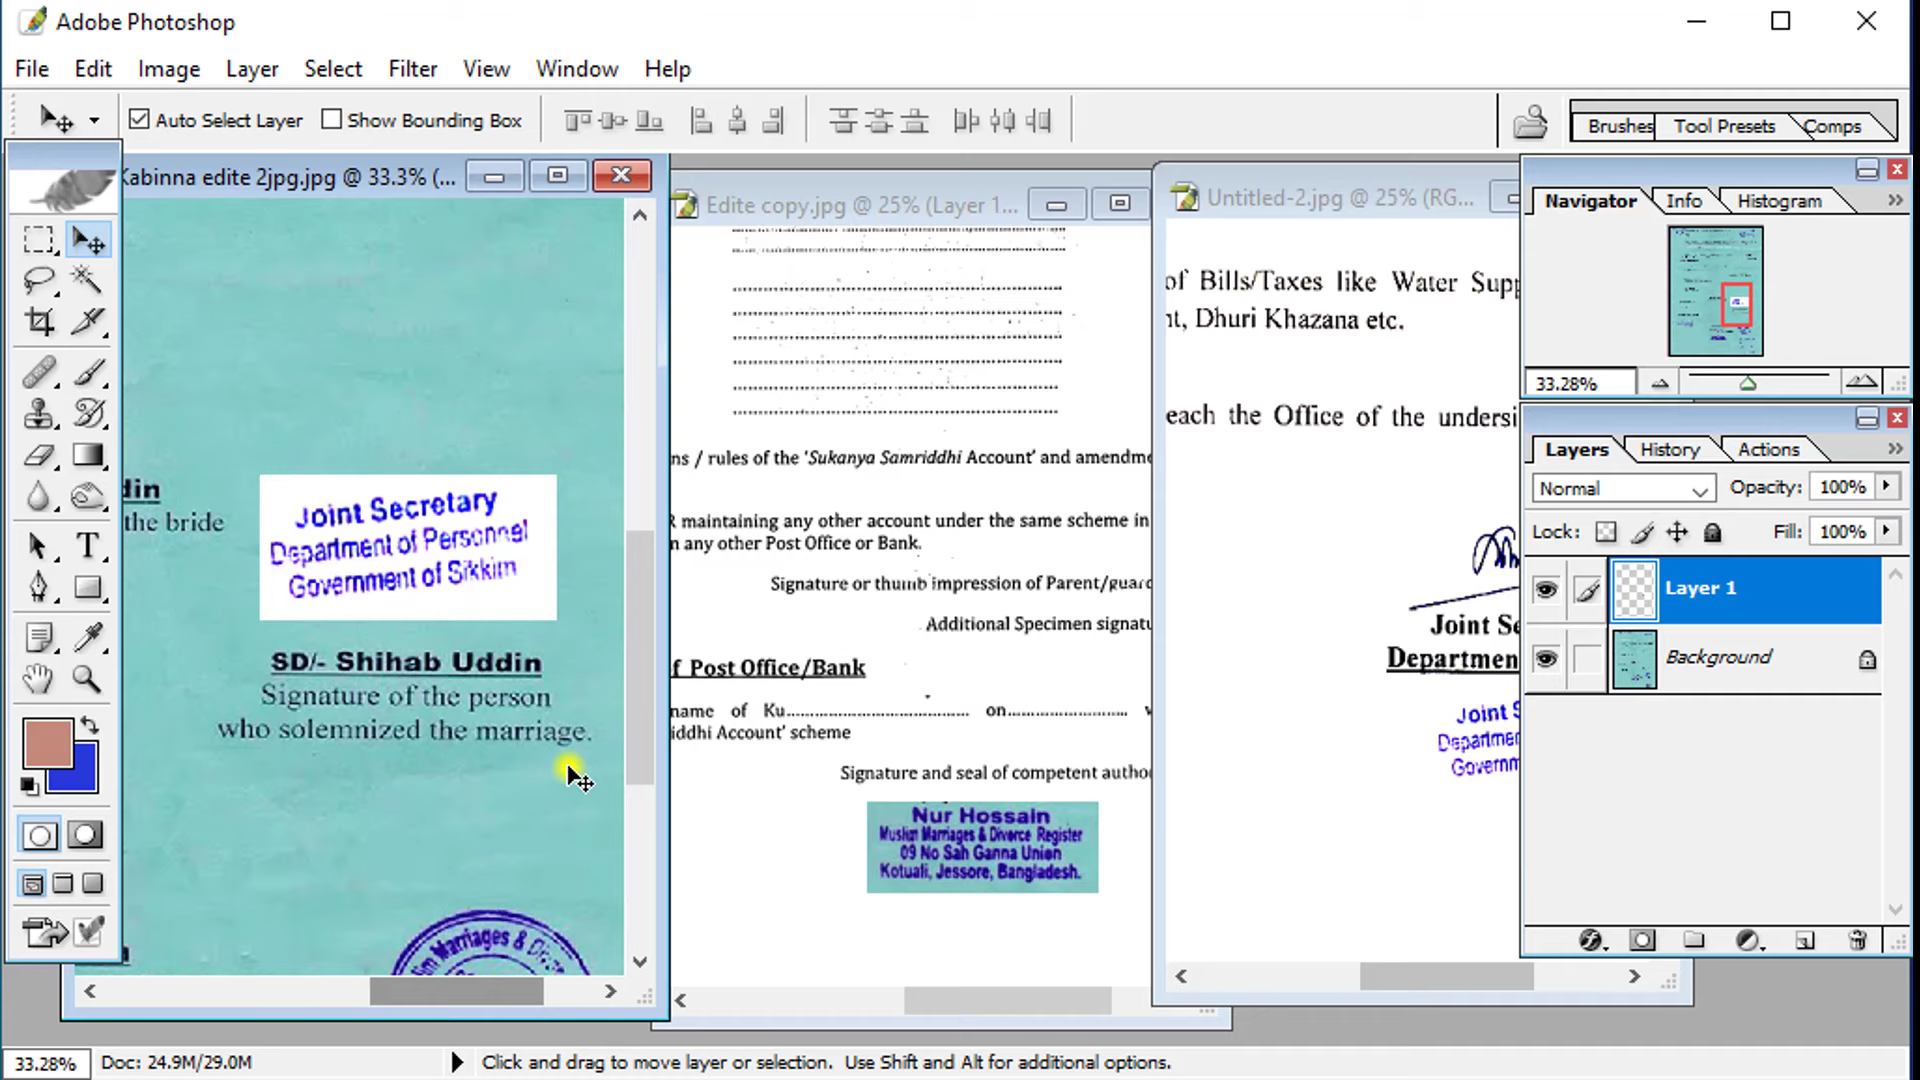 Adobe Photoshop
File Edit Image Layer Select Filter View Window Help
Auto Select Layer Show Bounding Box
Brushes Tool Presets Comps
Kabinna edite 2jpg.jpg @ 33.3% (...
din
the bride
Joint Secretary
Department of Personnel
Government of Sikkim
SD/- Shihab Uddin
Signature of the person
who solemnized the marriage.
Marriages &
Edite copy.jpg @ 25% (Layer 1...
ns / rules of the 'Sukanya Samriddhi Account' and amendme
R maintaining any other account under the same scheme in
n any other Post Office or Bank.
Signature or thumb impression of Parent/guarc
Additional Specimen signatu
f Post Office/Bank
name of Ku.......................................... on........................
iddhi Account' scheme
Signature and seal of competent autho
Nur Hossain
Muslim Marriages & Divorce Register
09 No Sah Ganna Union
Kotuali, Jessore, Bangladesh.
Untitled-2.jpg @ 25% (RG...
of Bills/Taxes like Water Supp
nt, Dhuri Khazana etc.
each the Office of the undersi
Joint Se
Departmen
Joint S
Departme
Governm
Navigator Info Histogram
33.28%
Layers History Actions
Normal Opacity: 100%
Lock: Fill: 100%
Layer 1
Background
33.28% Doc: 24.9M/29.0M Click and drag to move layer or selection. Use Shift and Alt for additional options.